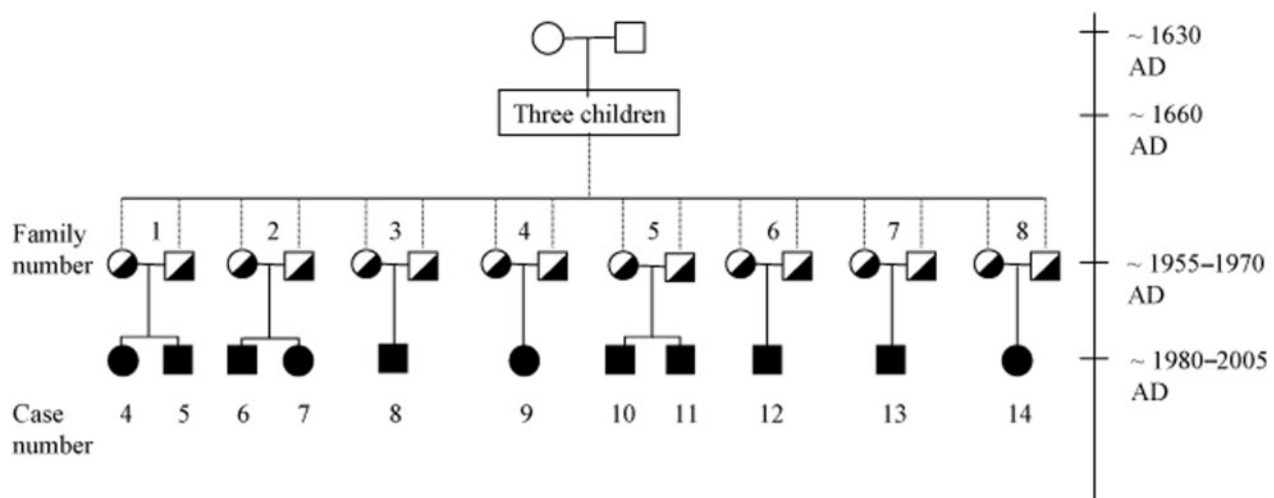 ~ 1630
AD
Three children
~ 1660
AD
Family
number
1 2 3 4 5 6 7 8
~ 1955–1970
AD
~ 1980–2005
AD
Case
number
4 5 6 7 8 9 10 11 12 13 14